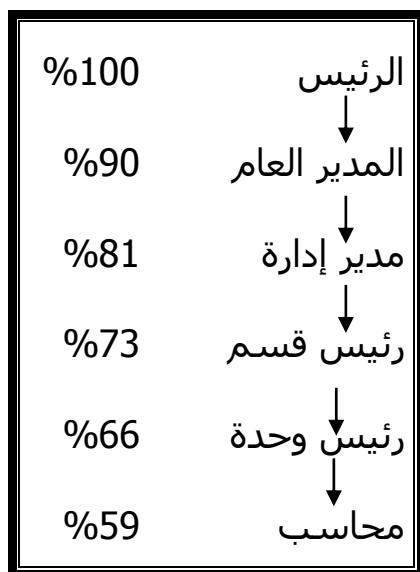 الرئيس %100
المدير العام %90
مدير إدارة %81
رئيس قسم %73
رئيس وحدة %66
محاسب %59